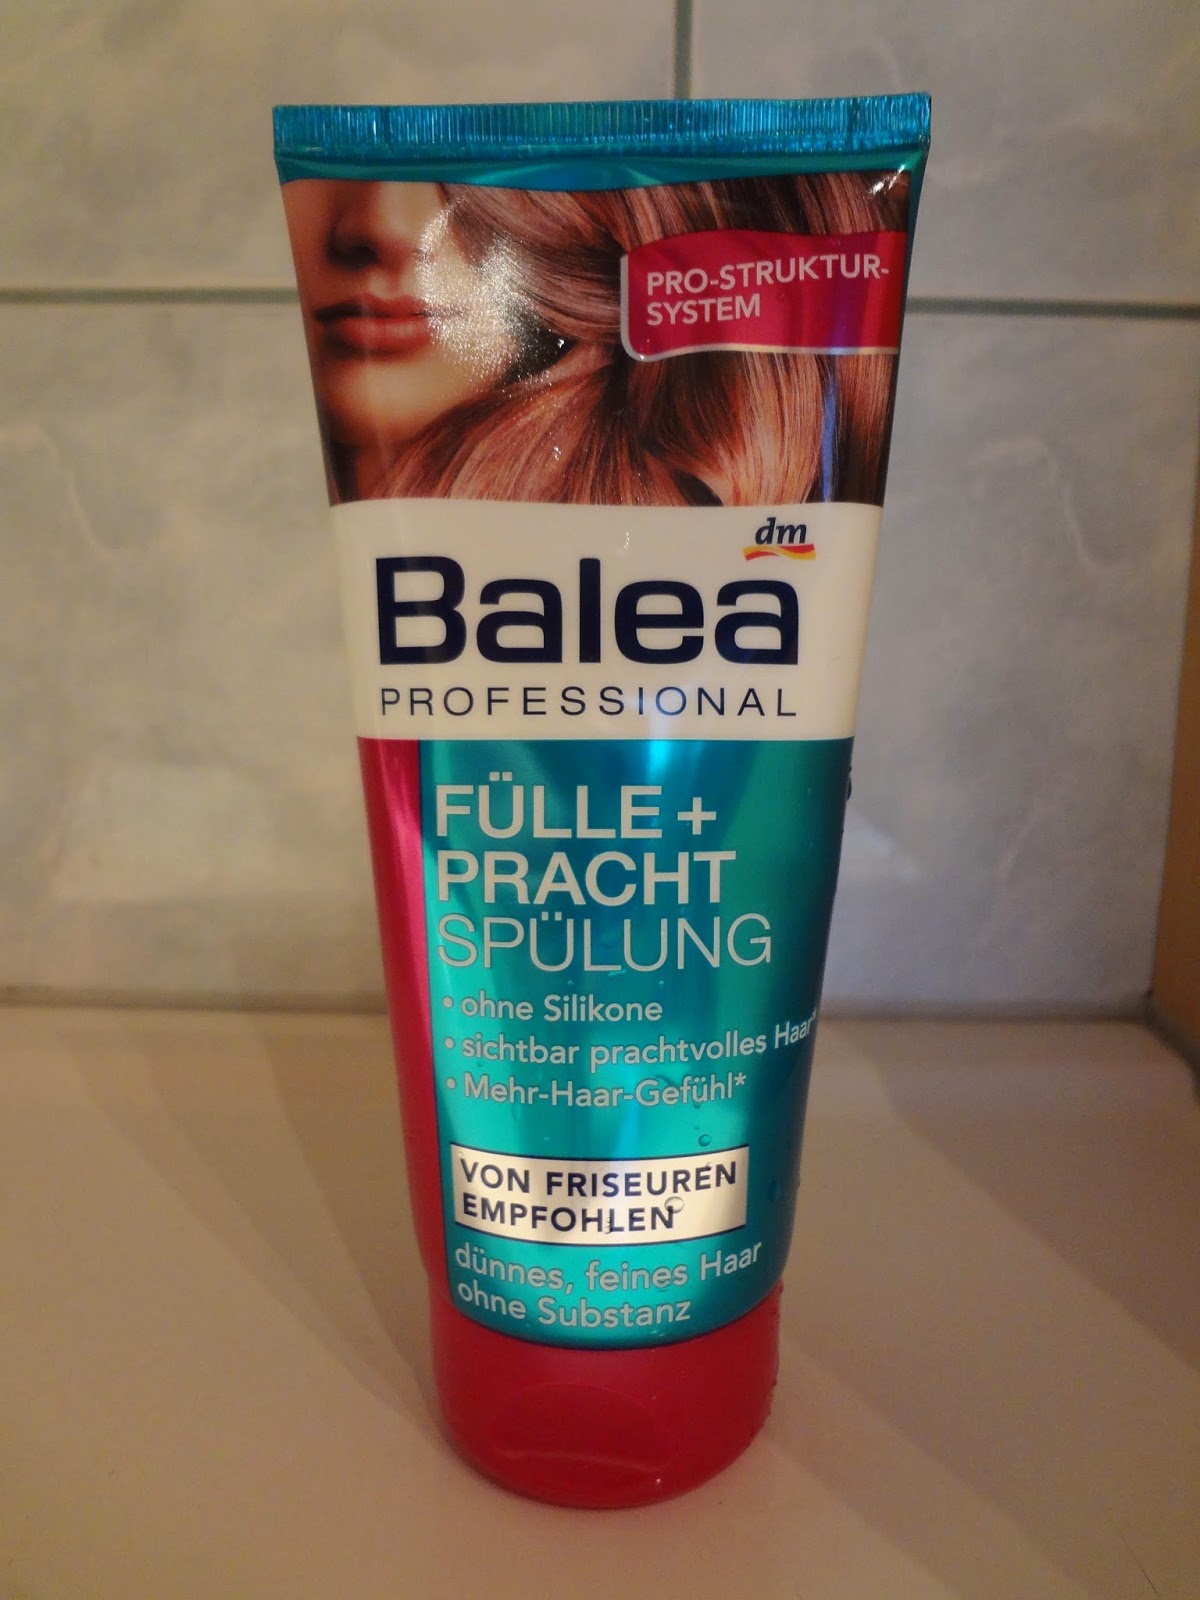 PRO-STRUKTUR-
SYSTEM
dm
Balea
PROFESSIONAL
FÜLLE +
PRACHT
SPÜLUNG
• ohne Silikone
• sichtbar prachtvolles Haar*
• Mehr-Haar-Gefühl*
VON FRISEUREN
EMPFOHLEN
dünnes, feines Haar
ohne Substanz